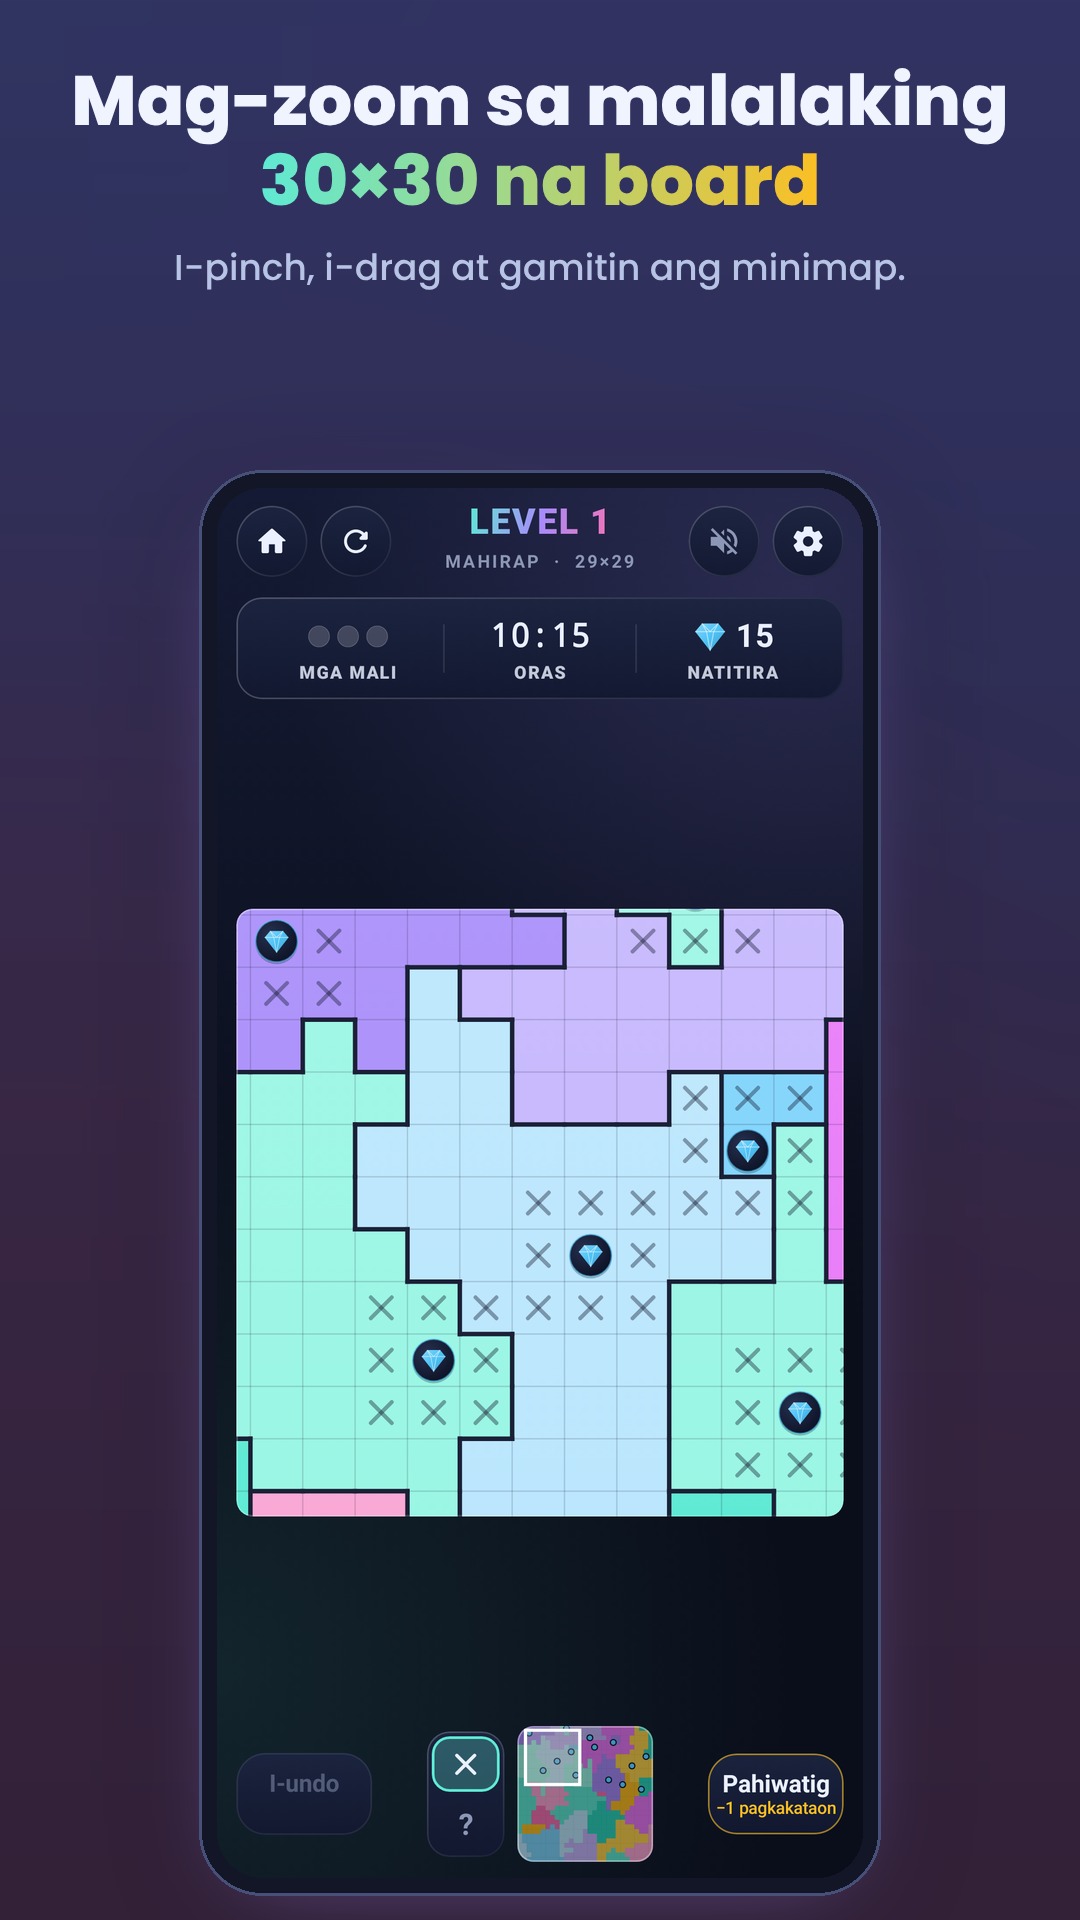 Mag-zoom sa malalaking
30×30 na board
I-pinch, i-drag at gamitin ang minimap.
LEVEL 1
MAHIRAP · 29×29
10:15
15
MGA MALI
ORAS
NATITIRA
I-undo
?
Pahiwatig
−1 pagkakataon